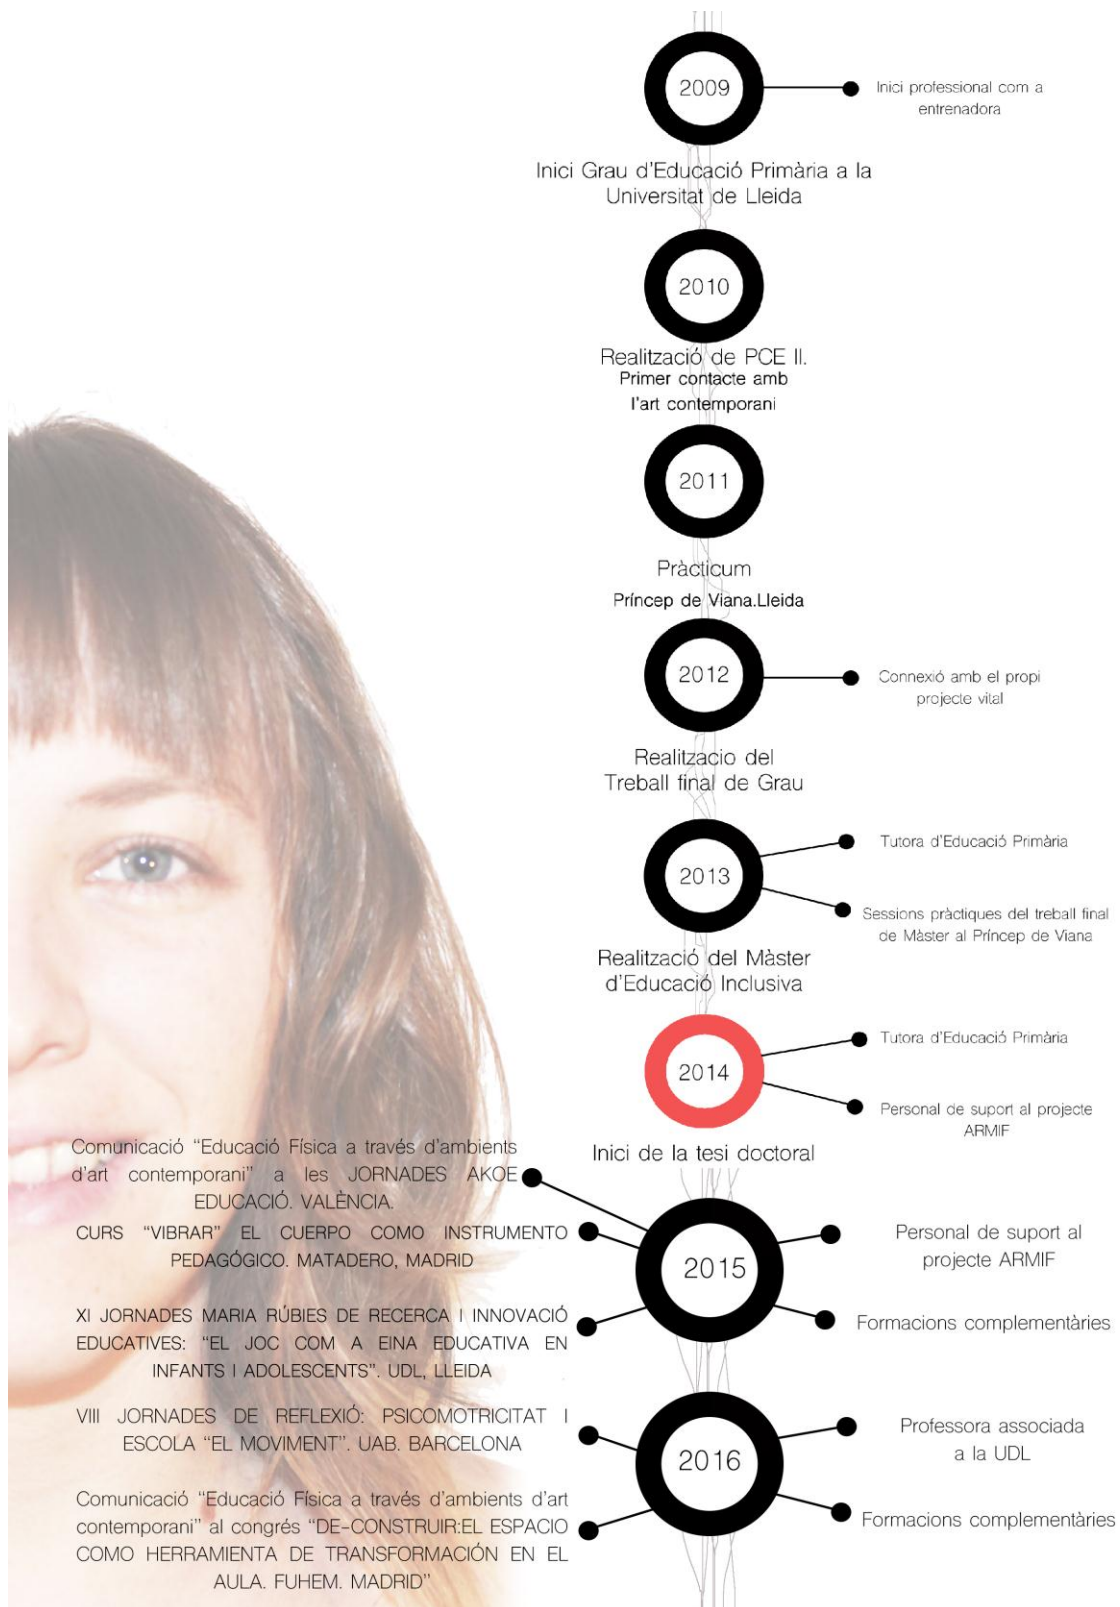 2009
Inici professional com a
entrenadora
Inici Grau d'Educació Primària a la
Universitat de Lleida
2010
Realització de PCE II.
Primer contacte amb
l'art contemporani
2011
Pràcticum
Príncep de Viana.Lleida
2012
Connexió amb el propi
projecte vital
Realitzacio del
Treball final de Grau
2013
Tutora d'Educació Primària
Sessions pràctiques del treball final
de Màster al Príncep de Viana
Realització del Màster
d'Educació Inclusiva
2014
Tutora d'Educació Primària
Personal de suport al projecte
ARMIF
Inici de la tesi doctoral
Comunicació "Educació Física a través d'ambients
d'art contemporani" a les JORNADES AKOE
EDUCACIÓ. VALÈNCIA.
CURS "VIBRAR" EL CUERPO COMO INSTRUMENTO
PEDAGÓGICO. MATADERO, MADRID
XI JORNADES MARIA RÚBIES DE RECERCA I INNOVACIÓ
EDUCATIVES: "EL JOC COM A EINA EDUCATIVA EN
INFANTS I ADOLESCENTS". UDL, LLEIDA
2015
Personal de suport al
projecte ARMIF
Formacions complementàries
VIII JORNADES DE REFLEXIÓ: PSICOMOTRICITAT I
ESCOLA "EL MOVIMENT". UAB. BARCELONA
Comunicació "Educació Física a través d'ambients d'art
contemporani" al congrés "DE-CONSTRUIR:EL ESPACIO
COMO HERRAMIENTA DE TRANSFORMACIÓN EN EL
AULA. FUHEM. MADRID"
2016
Professora associada
a la UDL
Formacions complementàries